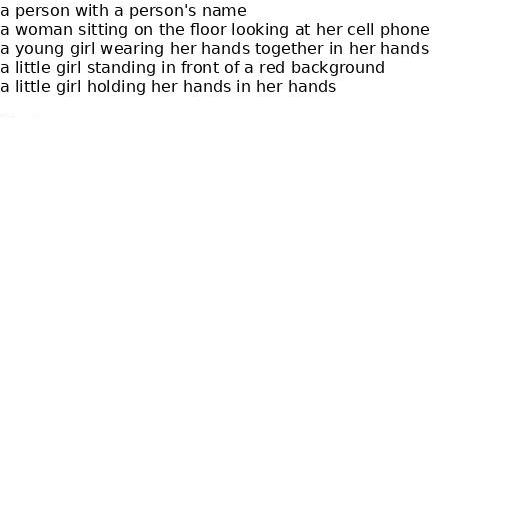 a person with a person's name
a woman sitting on the floor looking at her cell phone
a young girl wearing her hands together in her hands
a little girl standing in front of a red background
a little girl holding her hands in her hands